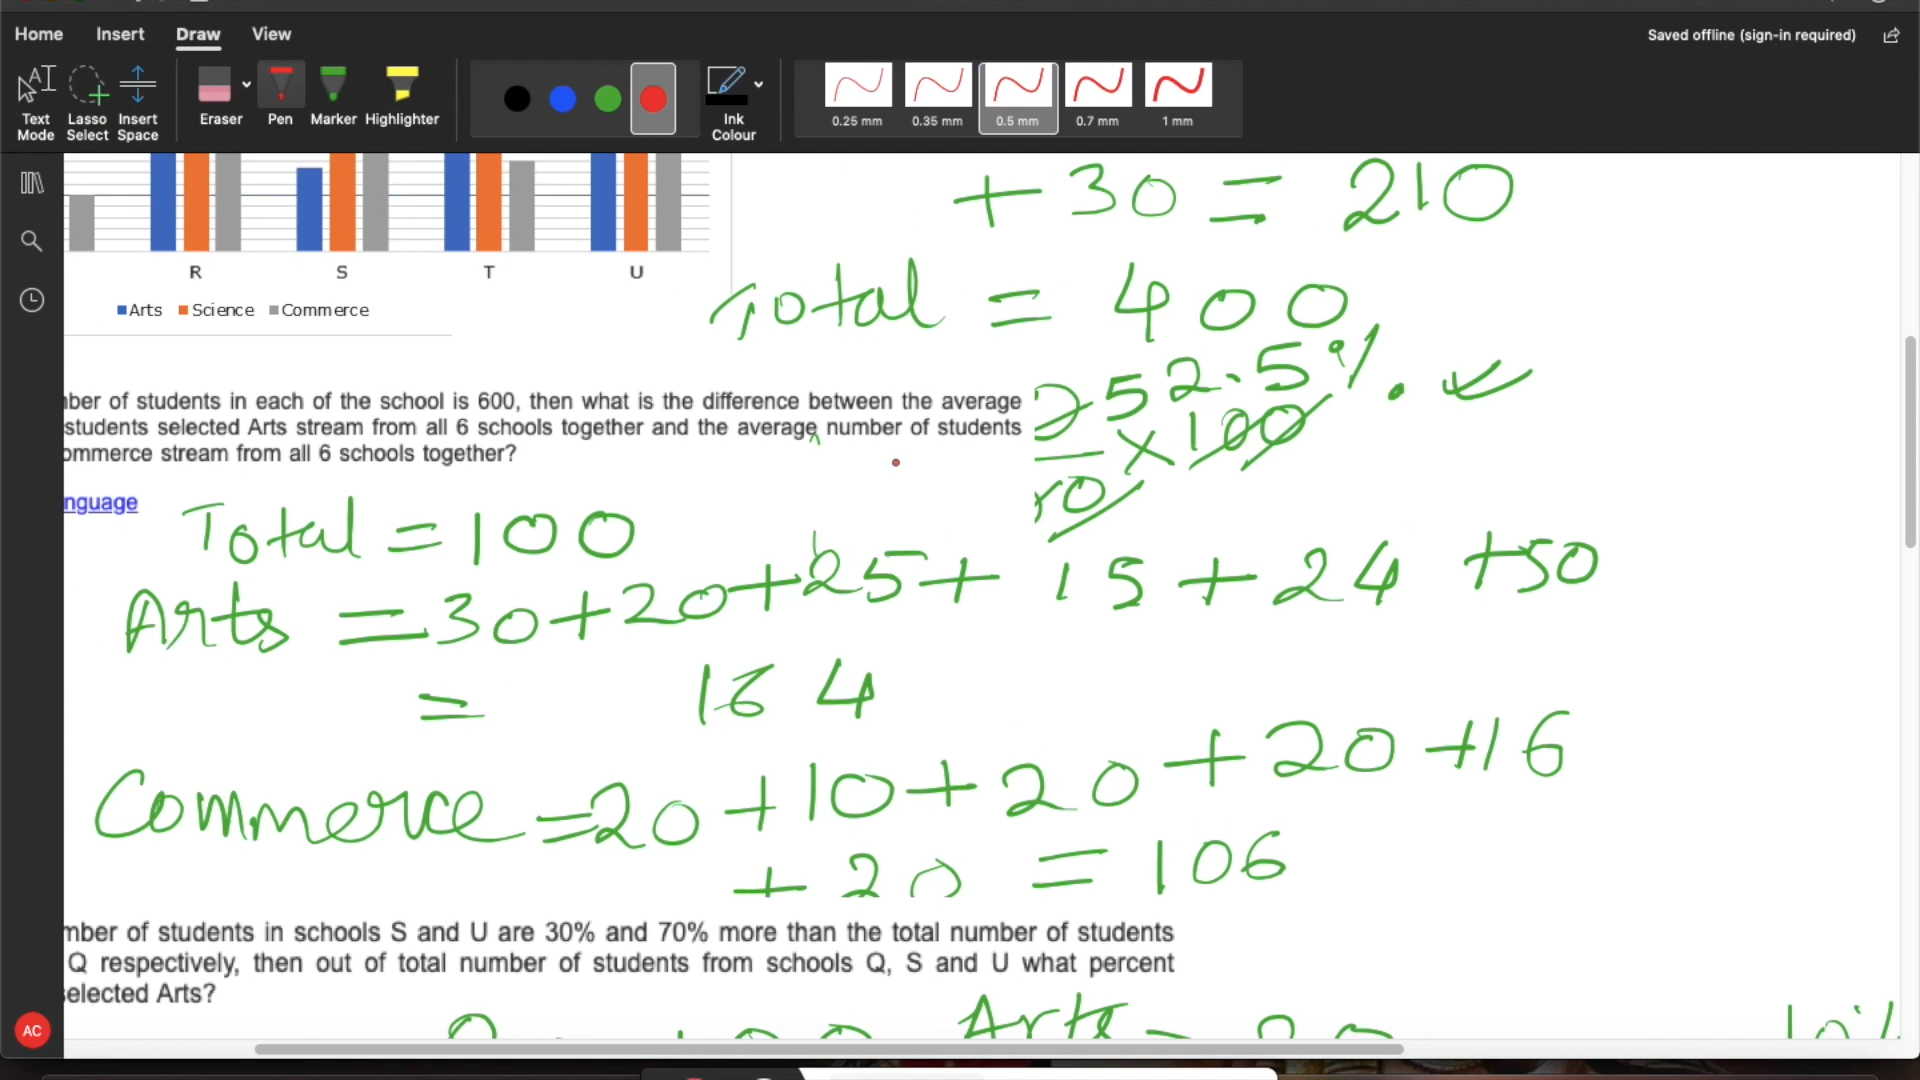 Home Insert Draw View
Saved offline (sign-in required)
Text Mode
Lasso Select
Insert Space
Eraser
Pen
Marker
Highlighter
Ink Colour
0.25 mm
0.35 mm
0.5 mm
0.7 mm
1 mm
+ 30 = 210
R S T U
Arts Science Commerce
Total = 400
52.5%.
× 100
nber of students in each of the school is 600, then what is the difference between the average
students selected Arts stream from all 6 schools together and the average number of students
ommerce stream from all 6 schools together?
nguage
Total = 100
Arts = 30 + 20 + 25 + 15 + 24 + 50
= 164
Commerce = 20 + 10 + 20 + 20 + 16
+ 20 = 106
mber of students in schools S and U are 30% and 70% more than the total number of students
Q respectively, then out of total number of students from schools Q, S and U what percent
selected Arts?
Arts
AC